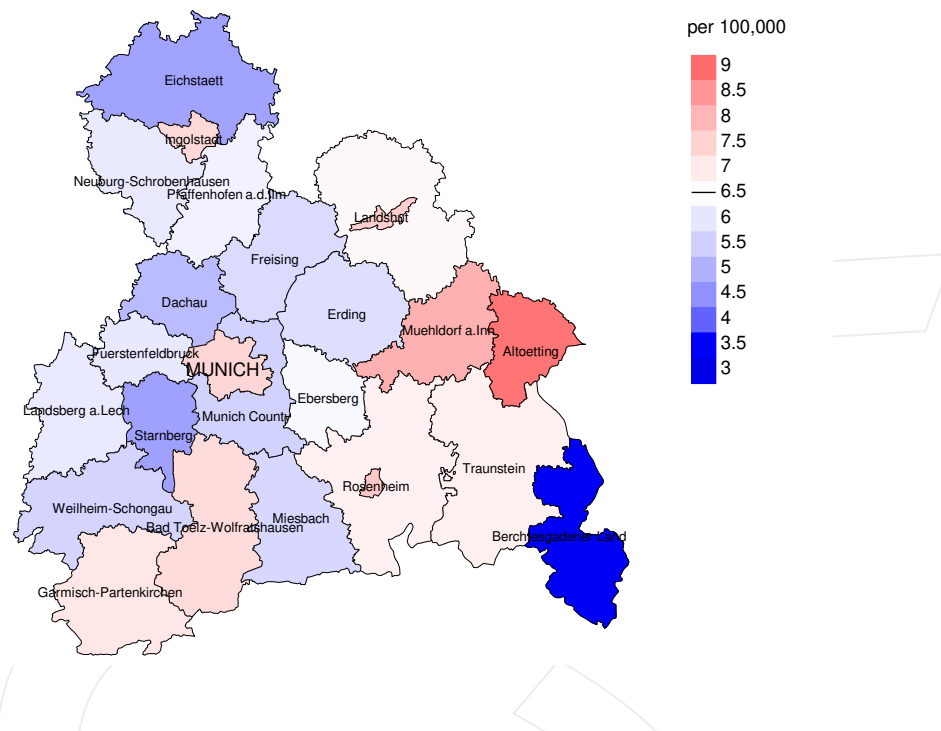 per 100,000
9
8.5
8
7.5
7
6.5
6
5.5
5
4.5
4
3.5
3
Eichstaett
Ingolstadt
Neuburg-Schrobenhausen
Pfaffenhofen a.d.Ilm
Landshut
Freising
Dachau
Erding
Muehldorf a.Inn
Altoetting
Fuerstenfeldbruck
MUNICH
Ebersberg
Landsberg a.Lech
Munich County
Starnberg
Traunstein
Rosenheim
Weilheim-Schongau
Miesbach
Bad Toelz-Wolfratshausen
Berchtesgadener Land
Garmisch-Partenkirchen